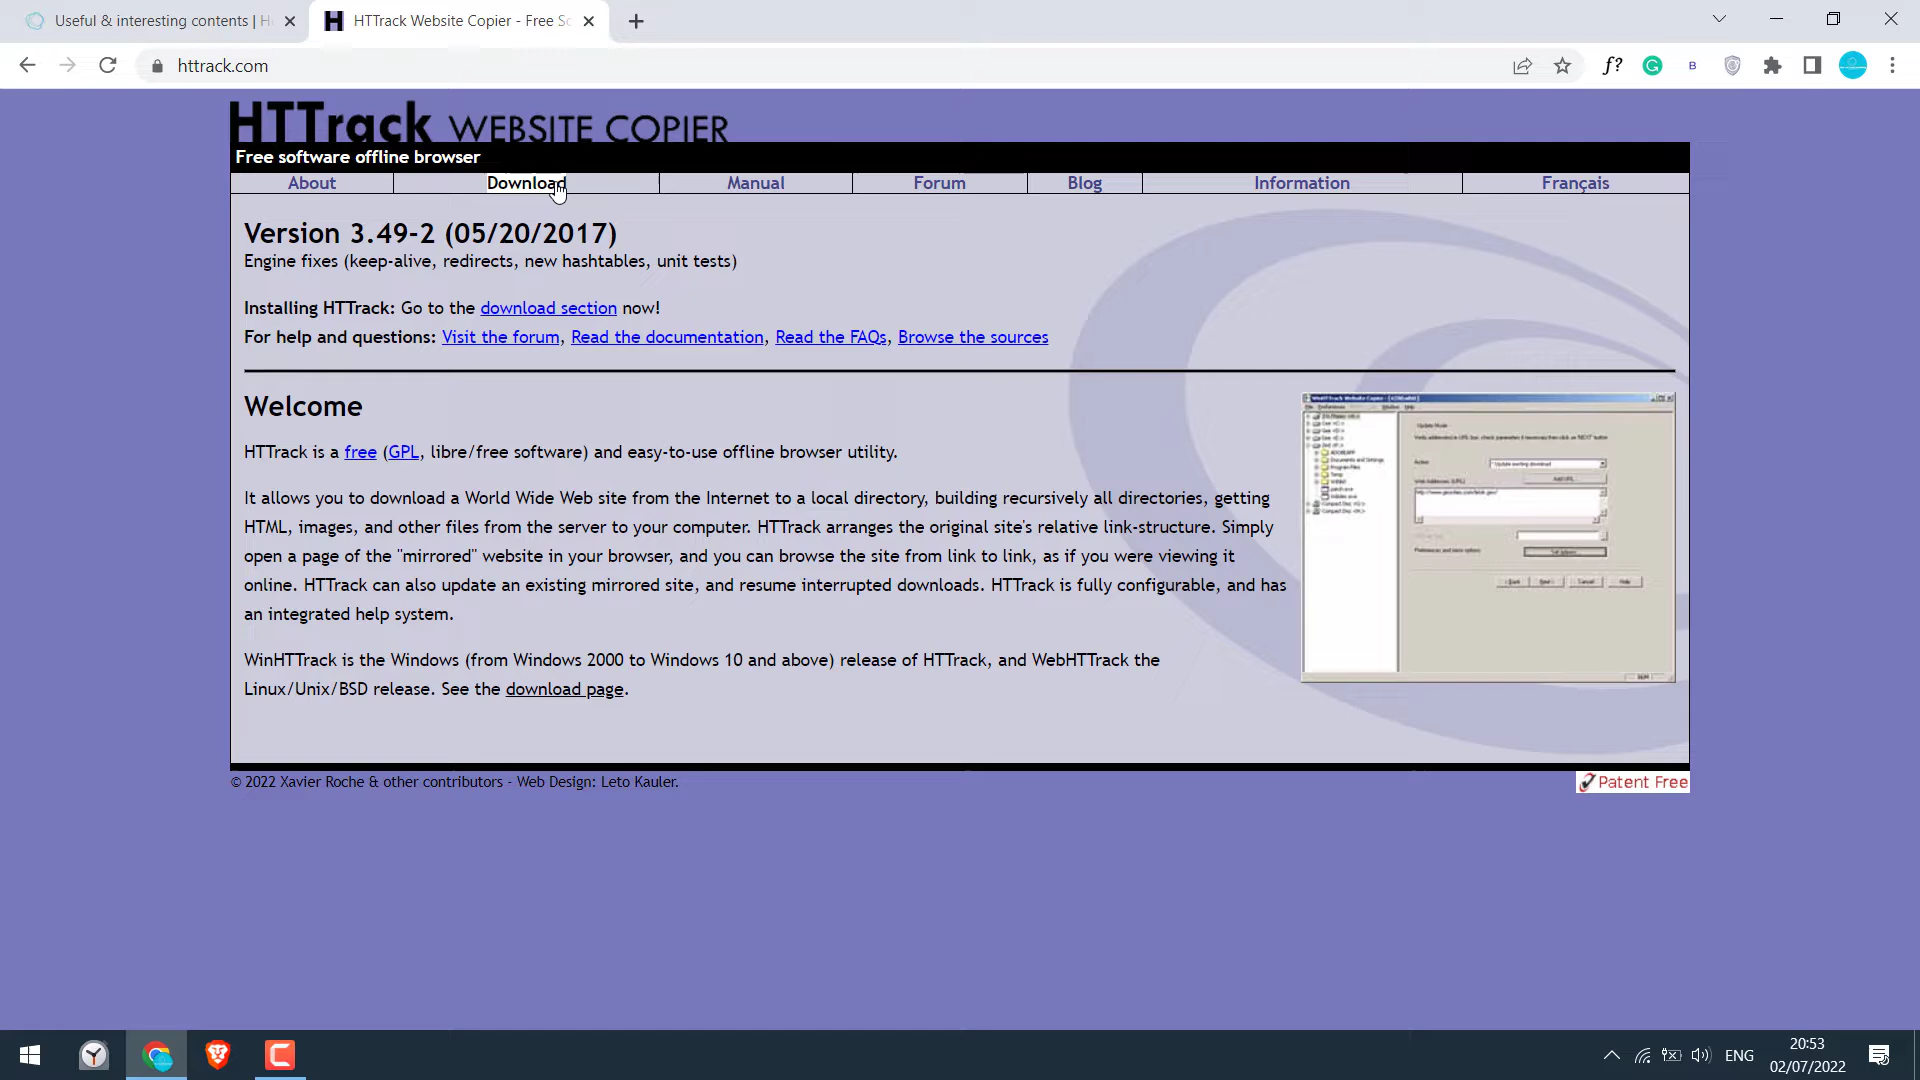 Useful & interesting contents | H
HTTrack Website Copier - Free So
httrack.com
HTTrack WEBSITE COPIER
Free software offline browser
About Download Manual Forum Blog Information Français
Version 3.49-2 (05/20/2017)
Engine fixes (keep-alive, redirects, new hashtables, unit tests)
Installing HTTrack: Go to the download section now!
For help and questions: Visit the forum, Read the documentation, Read the FAQs, Browse the sources
Welcome
HTTrack is a free (GPL, libre/free software) and easy-to-use offline browser utility.
It allows you to download a World Wide Web site from the Internet to a local directory, building recursively all directories, getting
HTML, images, and other files from the server to your computer. HTTrack arranges the original site's relative link-structure. Simply
open a page of the "mirrored" website in your browser, and you can browse the site from link to link, as if you were viewing it
online. HTTrack can also update an existing mirrored site, and resume interrupted downloads. HTTrack is fully configurable, and has
an integrated help system.
WinHTTrack is the Windows (from Windows 2000 to Windows 10 and above) release of HTTrack, and WebHTTrack the
Linux/Unix/BSD release. See the download page.
© 2022 Xavier Roche & other contributors - Web Design: Leto Kauler.
Patent Free
ENG
20:53
02/07/2022